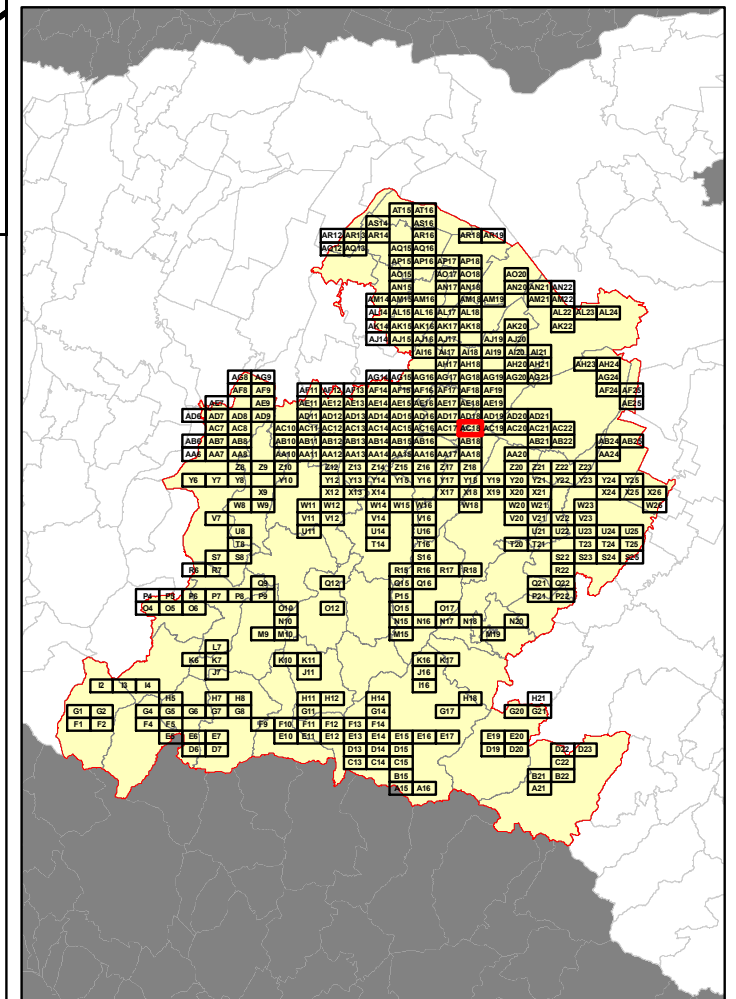 AT15 AT16
AS14 AS16
AR12 AR13 AR14 AR16 AR18 AR19
AQ12 AQ13 AQ15 AQ16
AP15 AP16 AP17 AP18
AO15 AO17 AO18 AO20
AN15 AN17 AN18 AN20 AN21 AN22
AM14 AM15 AM16 AM18 AM19 AM21 AM22
AL14 AL15 AL16 AL17 AL18 AL22 AL23 AL24
AK14 AK15 AK16 AK17 AK18 AK20 AK22
AJ14 AJ15 AJ16 AJ17 AJ19 AJ20
AI16 AI17 AI18 AI19 AI20 AI21
AH17 AH18 AH20 AH21 AH23 AH24
AG8 AG9 AG14 AG15 AG16 AG17 AG18 AG19 AG20 AG21 AG24
AF8 AF9 AF11 AF12 AF13 AF14 AF15 AF16 AF17 AF18 AF19 AF24 AF25
AE7 AE9 AE11 AE12 AE13 AE14 AE15 AE16 AE17 AE18 AE19 AE25
AD6 AD7 AD8 AD9 AD11 AD12 AD13 AD14 AD15 AD16 AD17 AD18 AD19 AD20 AD21
AC7 AC8 AC10 AC11 AC12 AC13 AC14 AC15 AC16 AC17 AC18 AC19 AC20 AC21 AC22
AB6 AB7 AB8 AB10 AB11 AB12 AB13 AB14 AB15 AB16 AB18 AB21 AB22 AB24 AB25
AA6 AA7 AA8 AA10 AA11 AA12 AA13 AA14 AA15 AA16 AA17 AA18 AA20 AA24
Z8 Z9 Z10 Z12 Z13 Z14 Z15 Z16 Z17 Z18 Z20 Z21 Z22 Z23
Y6 Y7 Y8 Y10 Y12 Y13 Y14 Y15 Y16 Y17 Y18 Y19 Y20 Y21 Y22 Y23 Y24 Y25
X9 X12 X13 X14 X17 X18 X19 X20 X21 X24 X25 X26
W8 W9 W11 W12 W14 W15 W16 W18 W20 W21 W23 W26
V7 V11 V12 V14 V16 V20 V21 V22 V23
U8 U11 U14 U16 U21 U22 U23 U24 U25
T8 T14 T16 T20 T21 T23 T24 T25
S7 S8 S16 S22 S23 S24 S25
R6 R7 R15 R16 R17 R18 R22
Q9 Q12 Q15 Q16 Q21 Q22
P4 P5 P6 P7 P8 P9 P15 P21 P22
O4 O5 O6 O10 O12 O15 O17
N10 N15 N16 N17 N18 N20
M9 M10 M15 M19
L7
K6 K7 K10 K11 K16 K17
J7 J11 J16
I2 I3 I4 I16
H5 H7 H8 H11 H12 H14 H18 H21
G1 G2 G4 G5 G6 G7 G8 G11 G14 G17 G20 G21
F1 F2 F4 F5 F9 F10 F11 F12 F13 F14
E5 E6 E7 E10 E11 E12 E13 E14 E15 E16 E17 E19 E20
D6 D7 D13 D14 D15 D19 D20 D22 D23
C13 C14 C15 C22
B15 B21 B22
A15 A16 A21